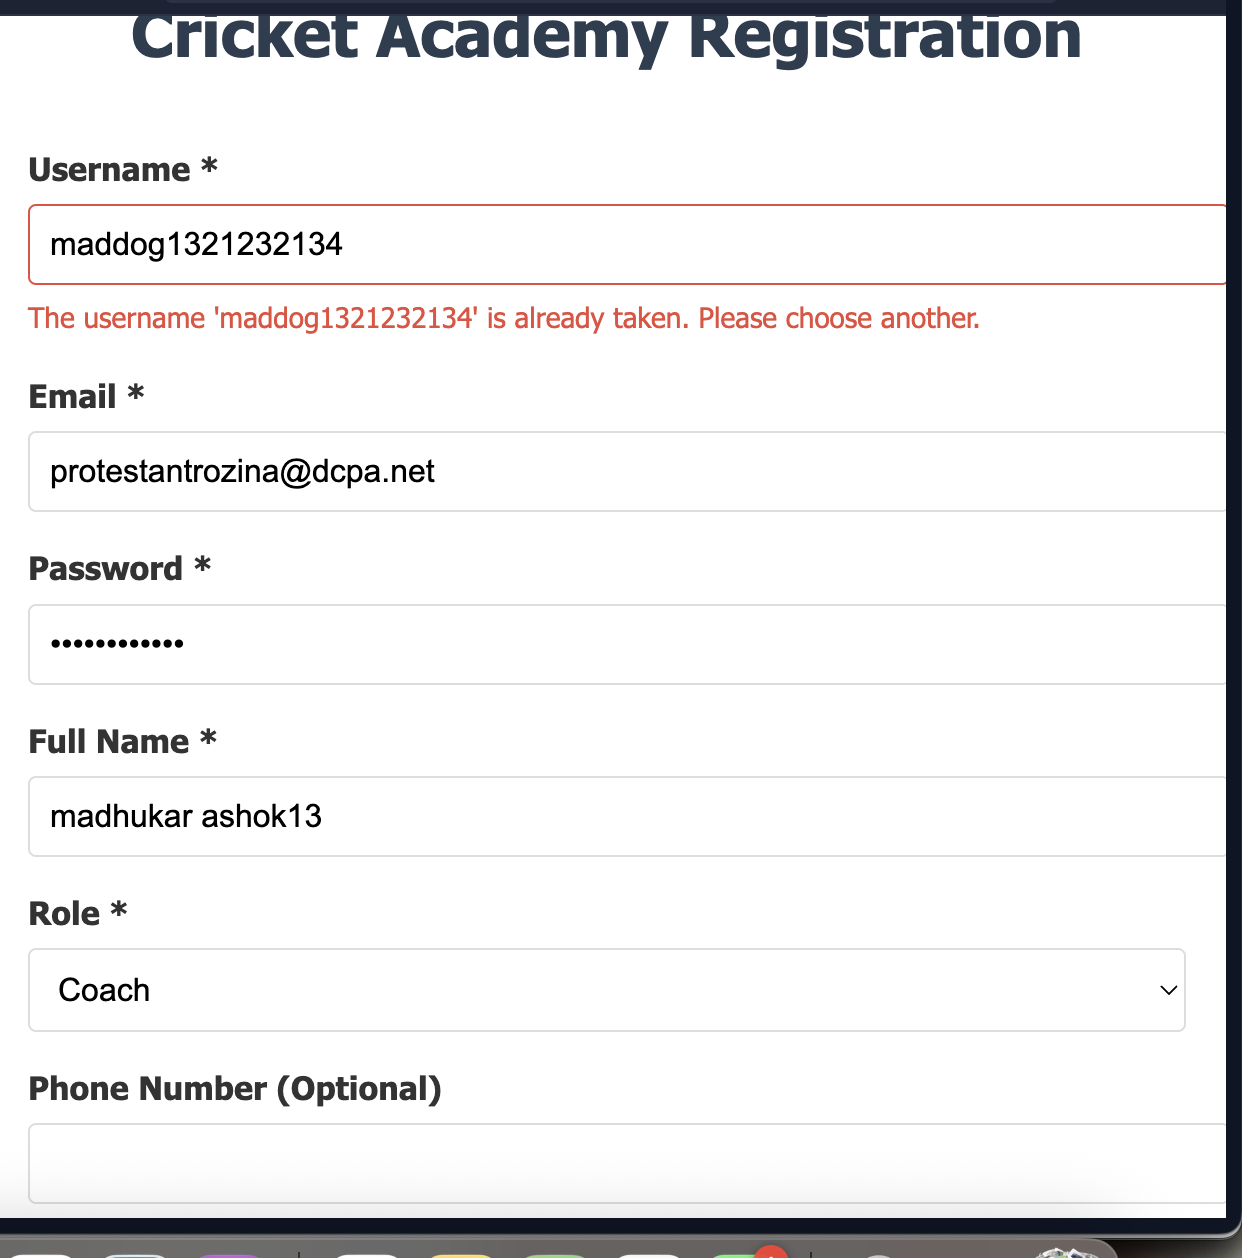 Cricket Academy Registration
Username *
maddog1321232134
The username 'maddog1321232134' is already taken. Please choose another.
Email *
protestantrozina@dcpa.net
Password *
••••••••••••
Full Name *
madhukar ashok13
Role *
Coach
Phone Number (Optional)